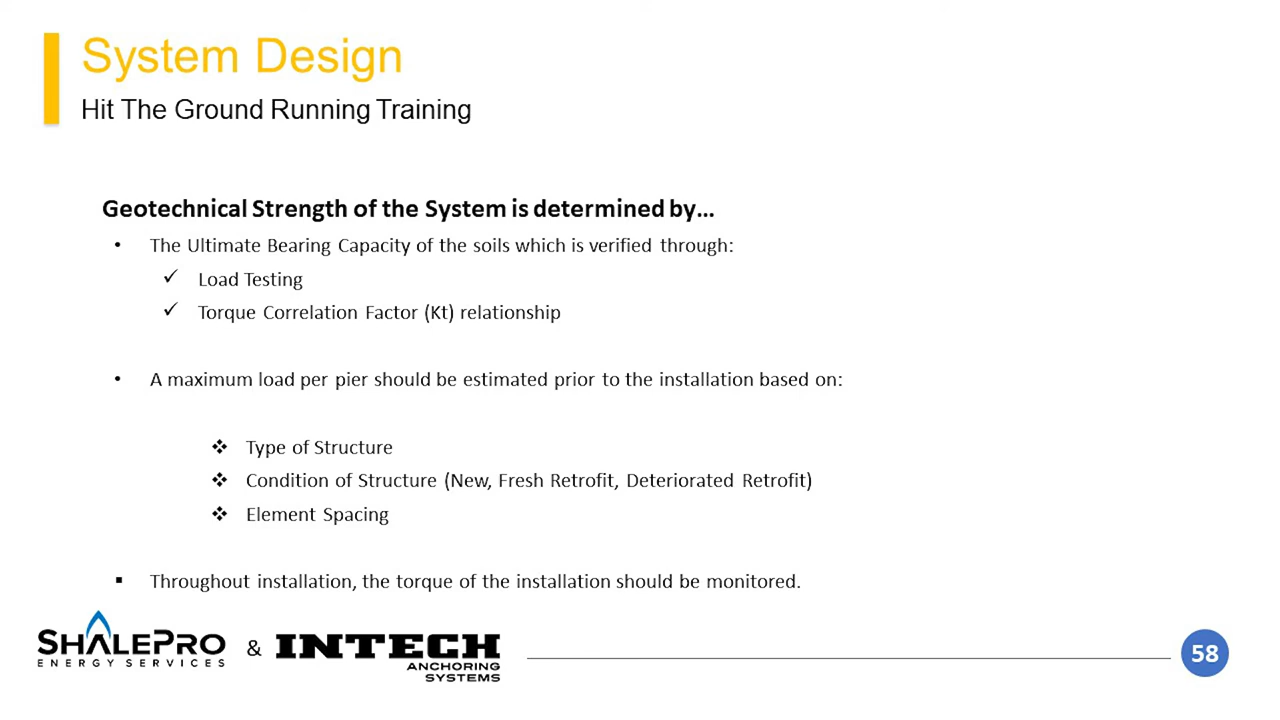 System Design
Hit The Ground Running Training
Geotechnical Strength of the System is determined by...
• The Ultimate Bearing Capacity of the soils which is verified through:
✓ Load Testing
✓ Torque Correlation Factor (Kt) relationship
• A maximum load per pier should be estimated prior to the installation based on:
❖ Type of Structure
❖ Condition of Structure (New, Fresh Retrofit, Deteriorated Retrofit)
❖ Element Spacing
▪ Throughout installation, the torque of the installation should be monitored.
SHALEPRO
ENERGY SERVICES
&
INTECH
ANCHORING
SYSTEMS
58